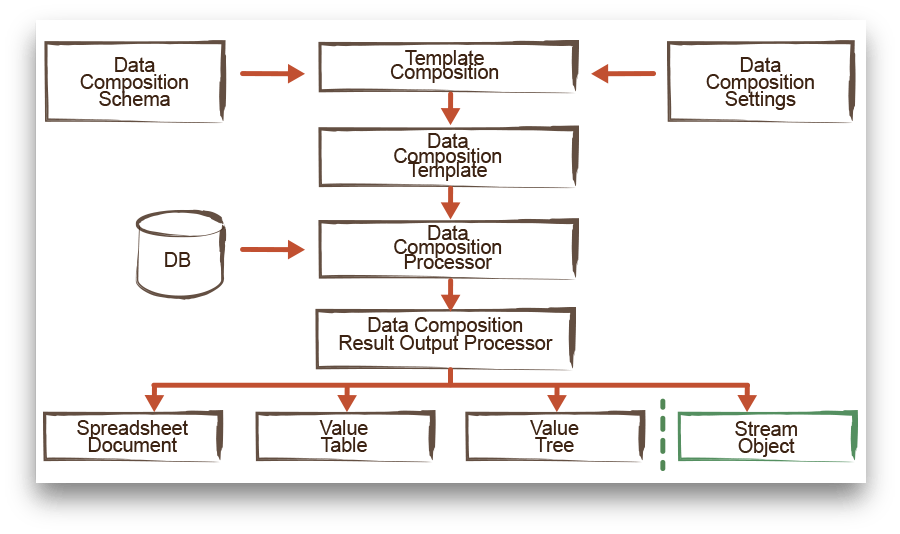 Data
Composition
Schema
Template
Composition
Data
Composition
Settings
Data
Composition
Template
DB
Data
Composition
Processor
Data Composition
Result Output Processor
Spreadsheet
Document
Value
Table
Value
Tree
Stream
Object